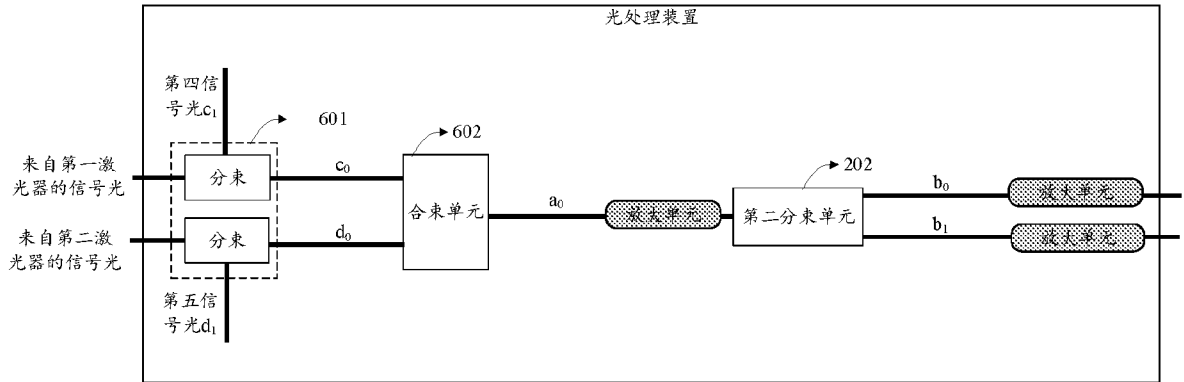 光处理装置
第四信
号光c₁
601
602
来自第一激
光器的信号光
分束
c₀
合束单元
a₀
放大单元
202
第二分束单元
b₀
放大单元
来自第二激
光器的信号光
分束
d₀
b₁
放大单元
第五信
号光d₁